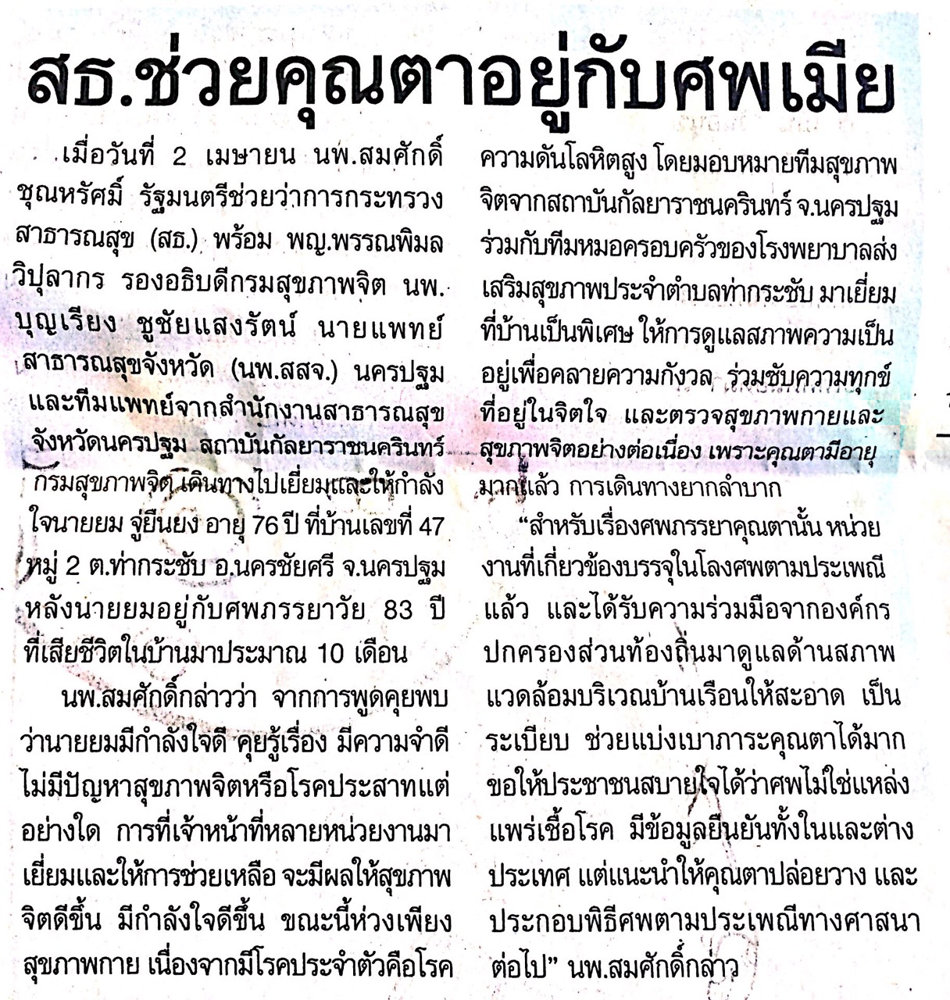 สธ.ช่วยคุณตาอยู่กับศพเมีย
เมื่อวันที่ 2 เมษายน นพ.สมศักดิ์
ชุณหรัศมิ์ รัฐมนตรีช่วยว่าการกระทรวง
สาธารณสุข (สธ.) พร้อม พญ.พรรณพิมล
วิปุลากร รองอธิบดีกรมสุขภาพจิต นพ.
บุญเรียง ชูชัยแสงรัตน์ นายแพทย์
สาธารณสุขจังหวัด (นพ.สสจ.) นครปฐม
และทีมแพทย์จากสำนักงานสาธารณสุข
จังหวัดนครปฐม สถาบันกัลยาราชนครินทร์
กรมสุขภาพจิต เดินทางไปเยี่ยมและให้กำลัง
ใจนายยม จู่ยืนยง อายุ 76 ปี ที่บ้านเลขที่ 47
หมู่ 2 ต.ท่ากระชับ อ.นครชัยศรี จ.นครปฐม
หลังนายยมอยู่กับศพภรรยาวัย 83 ปี
ที่เสียชีวิตในบ้านมาประมาณ 10 เดือน
นพ.สมศักดิ์กล่าวว่า จากการพูดคุยพบ
ว่านายยมมีกำลังใจดี คุยรู้เรื่อง มีความจำดี
ไม่มีปัญหาสุขภาพจิตหรือโรคประสาทแต่
อย่างใด การที่เจ้าหน้าที่หลายหน่วยงานมา
เยี่ยมและให้การช่วยเหลือ จะมีผลให้สุขภาพ
จิตดีขึ้น มีกำลังใจดีขึ้น ขณะนี้ห่วงเพียง
สุขภาพกาย เนื่องจากมีโรคประจำตัวคือโรค
ความดันโลหิตสูง โดยมอบหมายทีมสุขภาพ
จิตจากสถาบันกัลยาราชนครินทร์ จ.นครปฐม
ร่วมกับทีมหมอครอบครัวของโรงพยาบาลส่ง
เสริมสุขภาพประจำตำบลท่ากระชับ มาเยี่ยม
ที่บ้านเป็นพิเศษ ให้การดูแลสภาพความเป็น
อยู่เพื่อคลายความกังวล ร่วมซับความทุกข์
ที่อยู่ในจิตใจ และตรวจสุขภาพกายและ
สุขภาพจิตอย่างต่อเนื่อง เพราะคุณตามีอายุ
มากแล้ว การเดินทางยากลำบาก
“สำหรับเรื่องศพภรรยาคุณตานั้น หน่วย
งานที่เกี่ยวข้องบรรจุในโลงศพตามประเพณี
แล้ว และได้รับความร่วมมือจากองค์กร
ปกครองส่วนท้องถิ่นมาดูแลด้านสภาพ
แวดล้อมบริเวณบ้านเรือนให้สะอาด เป็น
ระเบียบ ช่วยแบ่งเบาภาระคุณตาได้มาก
ขอให้ประชาชนสบายใจได้ว่าศพไม่ใช่แหล่ง
แพร่เชื้อโรค มีข้อมูลยืนยันทั้งในและต่าง
ประเทศ แต่แนะนำให้คุณตาปล่อยวาง และ
ประกอบพิธีศพตามประเพณีทางศาสนา
ต่อไป” นพ.สมศักดิ์กล่าว